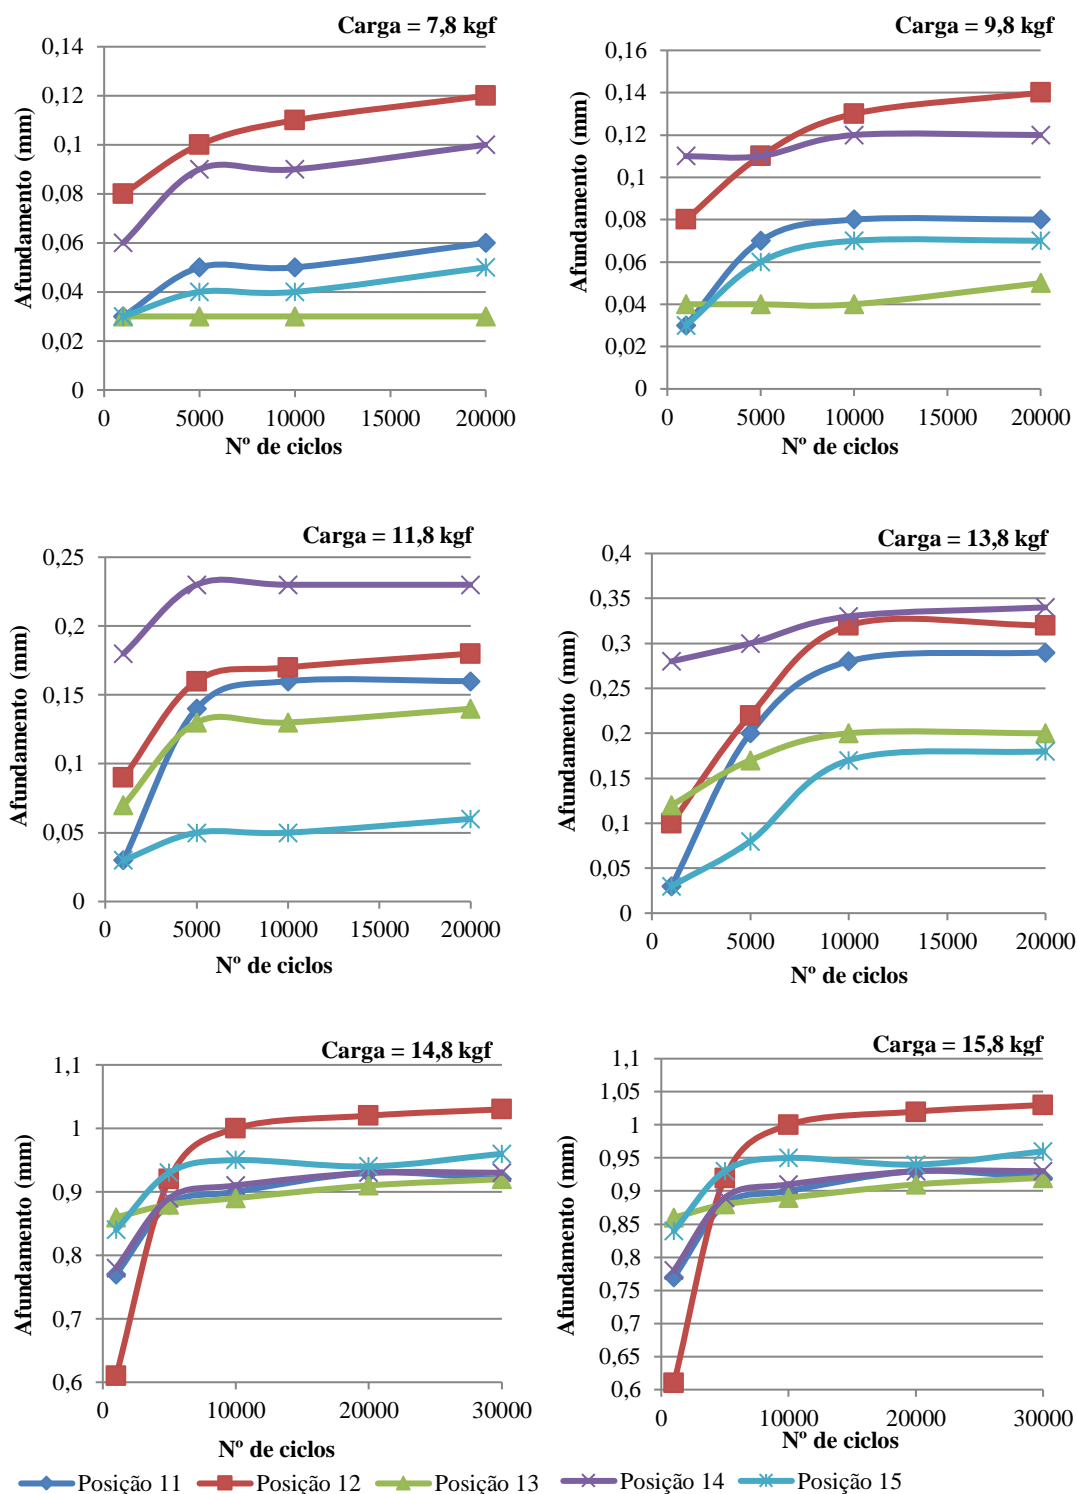 Carga = 7,8 kgf
0,14
0,12
0,1
0,08
0,06
0,04
0,02
0
Afundamento (mm)
0 5000 10000 15000 20000
Nº de ciclos
Carga = 9,8 kgf
0,16
0,14
0,12
0,1
0,08
0,06
0,04
0,02
0
Afundamento (mm)
0 5000 10000 15000 20000
Nº de ciclos
Carga = 11,8 kgf
0,25
0,2
0,15
0,1
0,05
0
Afundamento (mm)
0 5000 10000 15000 20000
Nº de ciclos
Carga = 13,8 kgf
0,4
0,35
0,3
0,25
0,2
0,15
0,1
0,05
0
Afundamento (mm)
0 5000 10000 15000 20000
Nº de ciclos
Carga = 14,8 kgf
1,1
1
0,9
0,8
0,7
0,6
Afundamento (mm)
0 10000 20000 30000
Nº de ciclos
Carga = 15,8 kgf
1,1
1,05
1
0,95
0,9
0,85
0,8
0,75
0,7
0,65
0,6
Afundamento (mm)
0 10000 20000 30000
Nº de ciclos
Posição 11 Posição 12 Posição 13 Posição 14 Posição 15